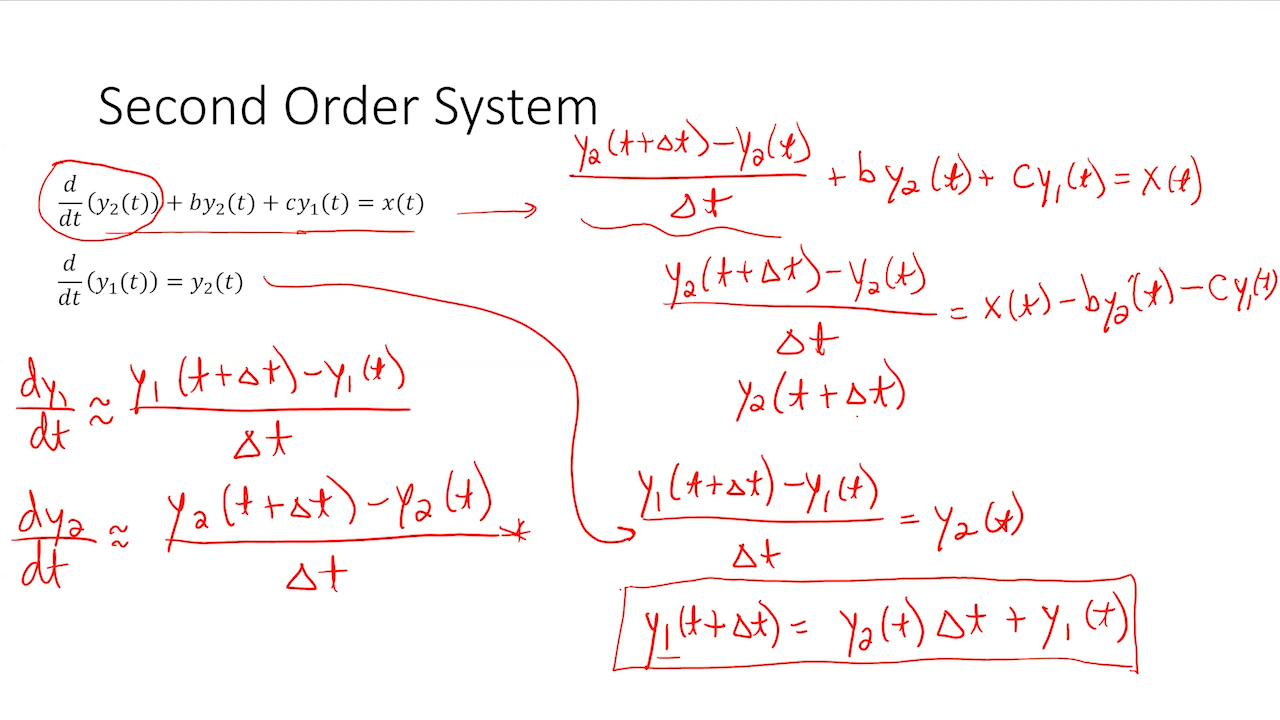 Second Order System
d/dt (y₂(t)) + by₂(t) + cy₁(t) = x(t)
d/dt (y₁(t)) = y₂(t)
dy₁/dt ≈ (y₁(t+Δt) − y₁(t))/Δt
dy₂/dt ≈ (y₂(t+Δt) − y₂(t))/Δt *
(y₂(t+Δt) − y₂(t))/Δt + by₂(t) + cy₁(t) = x(t)
(y₂(t+Δt) − y₂(t))/Δt = x(t) − by₂(t) − cy₁(t)
y₂(t+Δt)
(y₁(t+Δt) − y₁(t))/Δt = y₂(t)
y₁(t+Δt) = y₂(t)Δt + y₁(t)